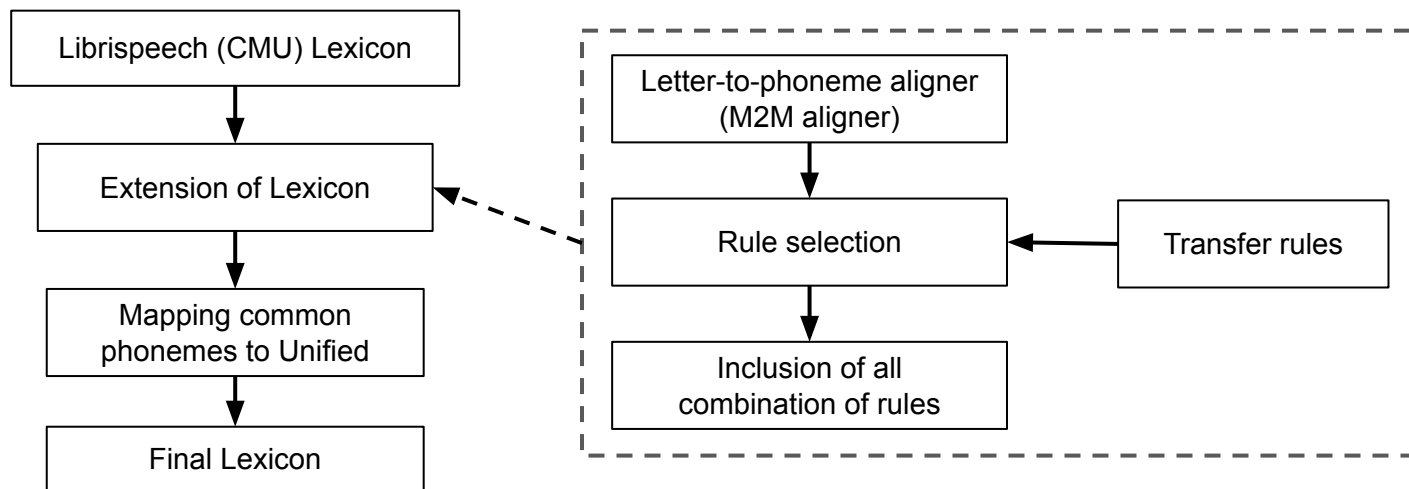 Librispeech (CMU) Lexicon
Extension of Lexicon
Mapping common
phonemes to Unified
Final Lexicon
Letter-to-phoneme aligner
(M2M aligner)
Rule selection
Transfer rules
Inclusion of all
combination of rules